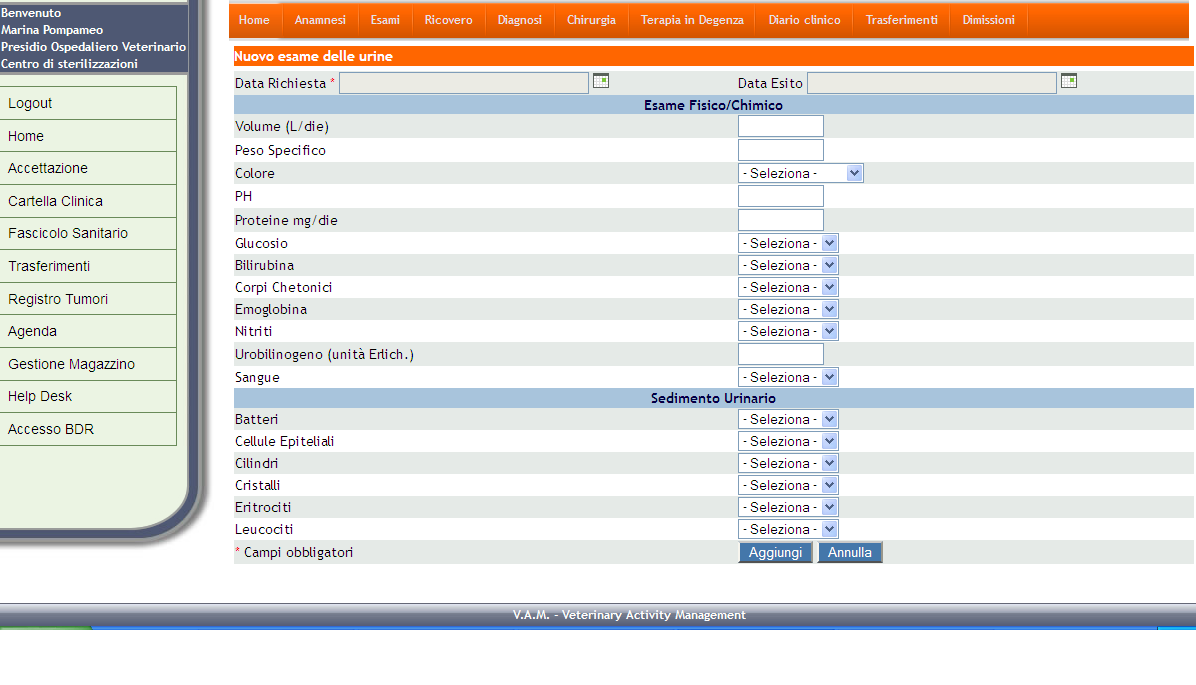 Benvenuto
Marina Pompameo
Presidio Ospedaliero Veterinario
Centro di sterilizzazioni
Logout
Home
Accettazione
Cartella Clinica
Fascicolo Sanitario
Trasferimenti
Registro Tumori
Agenda
Gestione Magazzino
Help Desk
Accesso BDR
Home Anamnesi Esami Ricovero Diagnosi Chirurgia Terapia in Degenza Diario clinico Trasferimenti Dimissioni
Nuovo esame delle urine
Data Richiesta * Data Esito
Esame Fisico/Chimico
Volume (L/die)
Peso Specifico
Colore - Seleziona -
PH
Proteine mg/die
Glucosio - Seleziona -
Bilirubina - Seleziona -
Corpi Chetonici - Seleziona -
Emoglobina - Seleziona -
Nitriti - Seleziona -
Urobilinogeno (unità Erlich.)
Sangue - Seleziona -
Sedimento Urinario
Batteri - Seleziona -
Cellule Epiteliali - Seleziona -
Cilindri - Seleziona -
Cristalli - Seleziona -
Eritrociti - Seleziona -
Leucociti - Seleziona -
* Campi obbligatori Aggiungi Annulla
V.A.M. - Veterinary Activity Management